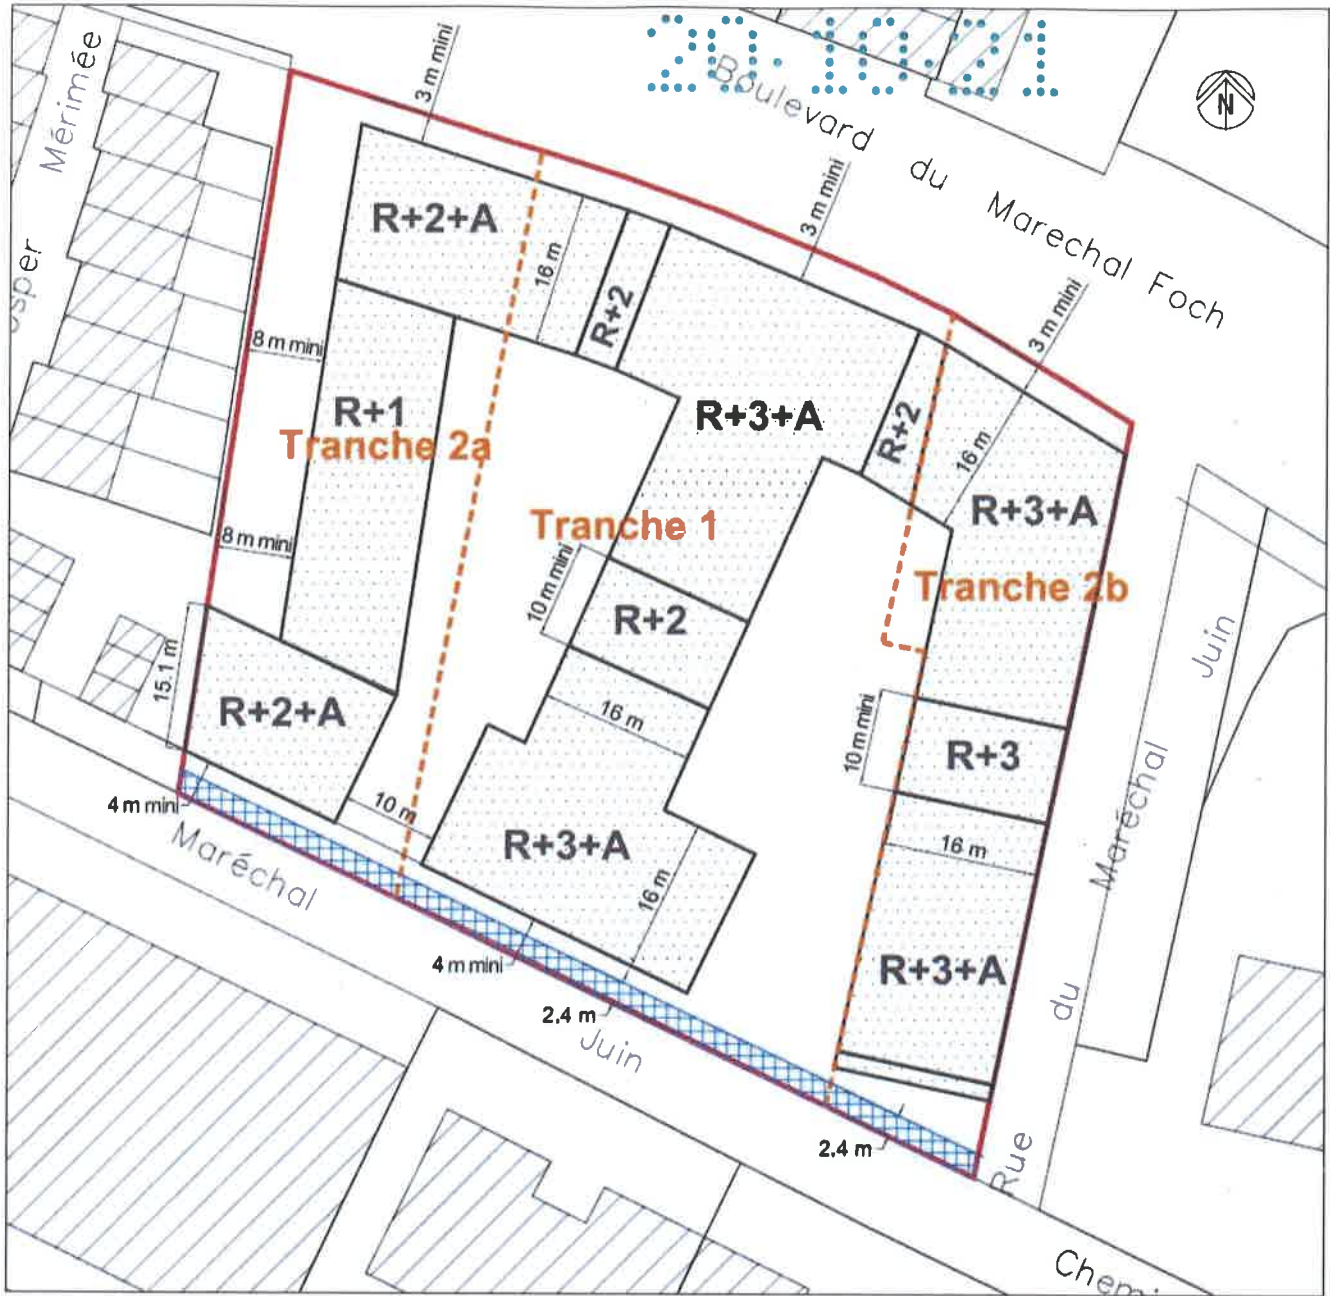 20.10.21
Mérimée
3 m mini
Boulevard du Marechal Foch
N
3 m mini
R+2+A
16 m
R+2
3 m mini
8 m mini
R+1
R+3+A
R+2
Tranche 2a
16 m
R+3+A
Tranche 1
8 m mini
10 m mini
Tranche 2b
R+2
Juin
15.1 m
R+2+A
16 m
10 m mini
R+3
Maréchal
4 m mini
10 m
R+3+A
16 m
16 m
Maréchal
4 m mini
R+3+A
du
2,4 m
Juin
2,4 m
Rue